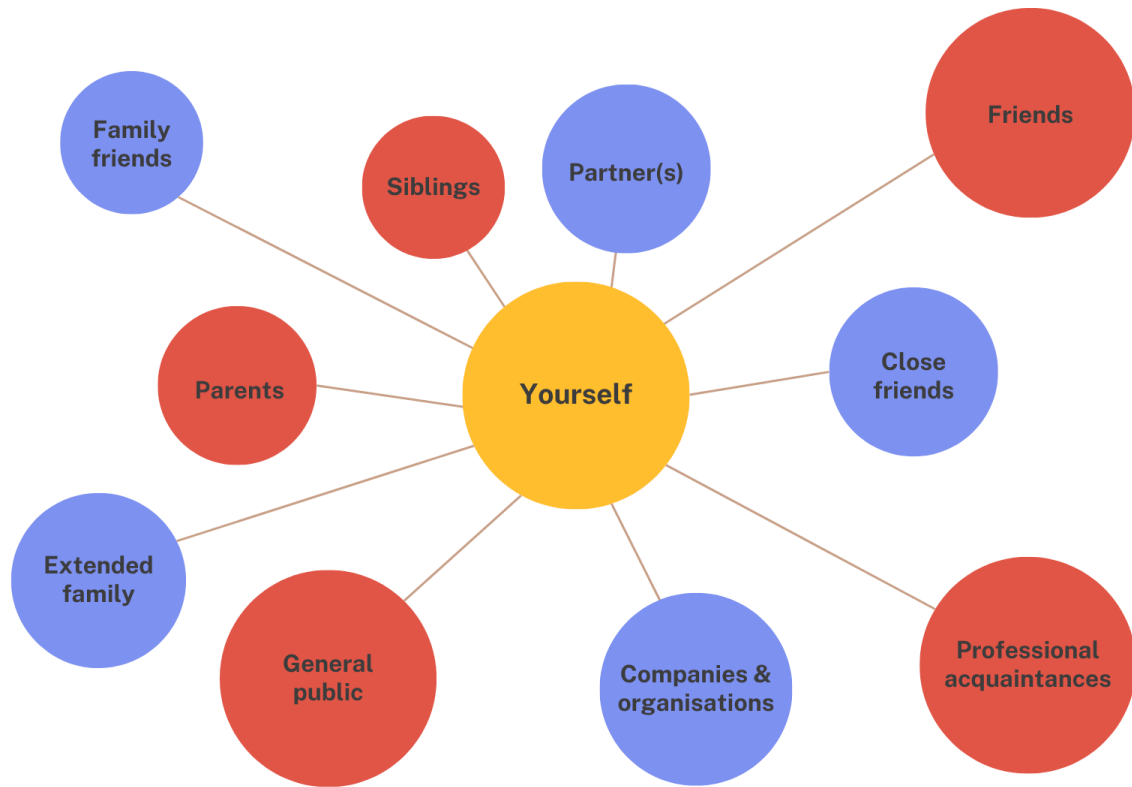 Friends
Family
friends
Partner(s)
Siblings
Close
friends
Parents
Yourself
Extended
family
General
public
Companies &
organisations
Professional
acquaintances